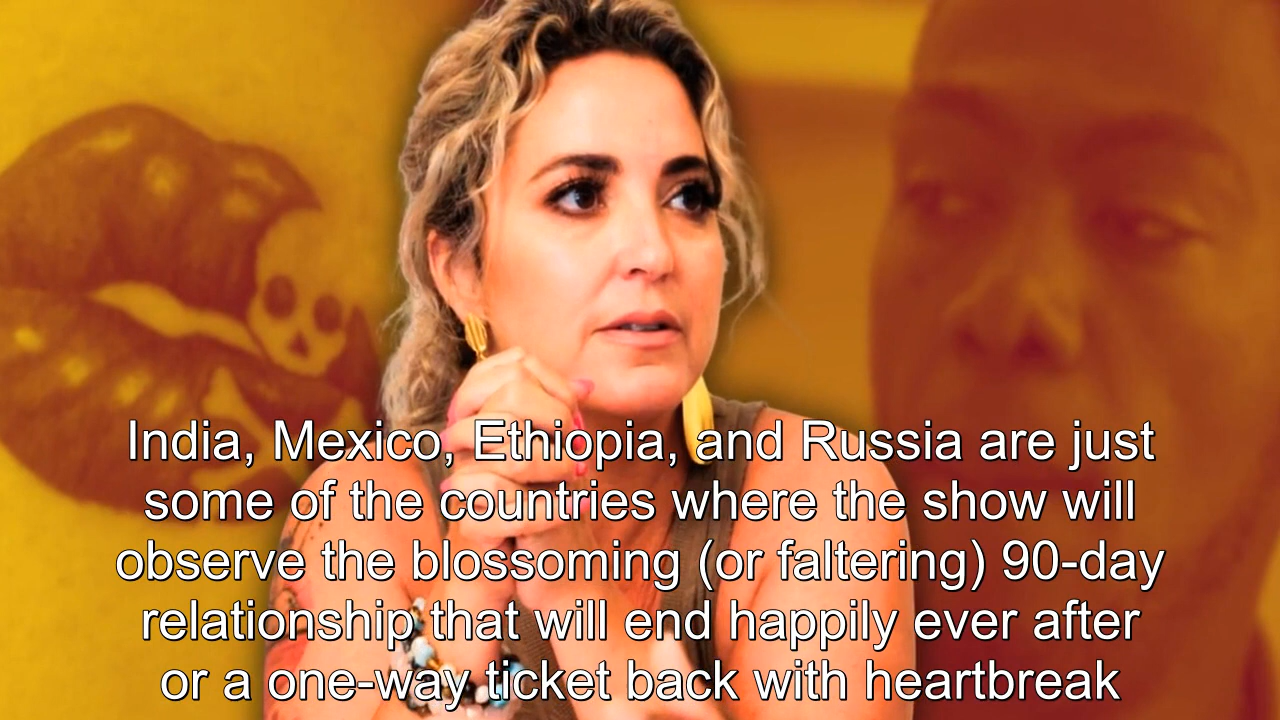 India, Mexico, Ethiopia, and Russia are just
some of the countries where the show will
observe the blossoming (or faltering) 90-day
relationship that will end happily ever after
or a one-way ticket back with heartbreak